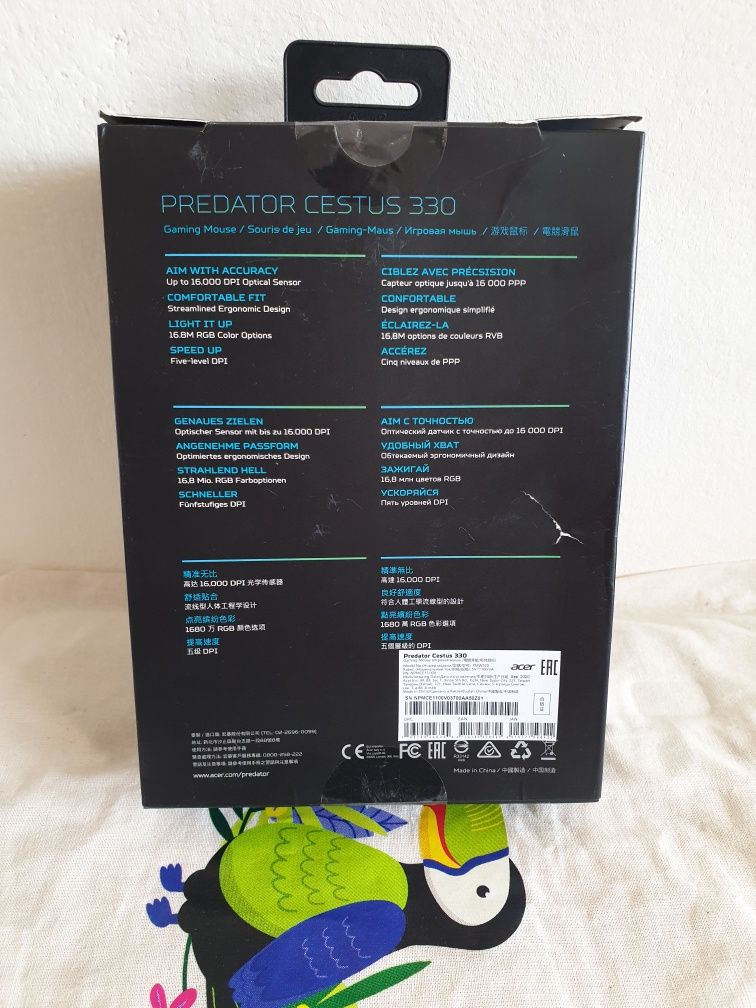 PREDATOR CESTUS 330
Gaming Mouse / Souris de jeu / Gaming-Maus / Игровая мышь / 游戏鼠标 / 電競滑鼠
AIM WITH ACCURACY
Up to 16,000 DPI Optical Sensor
COMFORTABLE FIT
Streamlined Ergonomic Design
LIGHT IT UP
16.8M RGB Color Options
SPEED UP
Five-level DPI
CIBLEZ AVEC PRÉCSISION
Capteur optique jusqu'à 16 000 PPP
CONFORTABLE
Design ergonomique simplifié
ÉCLAIREZ-LA
16,8M options de couleurs RVB
ACCÉREZ
Cinq niveaux de PPP
GENAUES ZIELEN
Optischer Sensor mit bis zu 16.000 DPI
ANGENEHME PASSFORM
Optimiertes ergonomisches Design
STRAHLEND HELL
16,8 Mio. RGB Farboptionen
SCHNELLER
Fünfstufiges DPI
AIM С ТОЧНОСТЬЮ
Оптический датчик с точностью до 16 000 DPI
УДОБНЫЙ ХВАТ
Обтекаемый эргономичный дизайн
ЗАЖИГАЙ
16,8 млн цветов RGB
УСКОРЯЙСЯ
Пять уровней DPI
精准无比
高达 16,000 DPI 光学传感器
舒适贴合
流线型人体工程学设计
点亮缤纷色彩
1680 万 RGB 颜色选项
提高速度
五级 DPI
精準無比
高達 16,000 DPI
良好舒適度
符合人體工學流線型的設計
點亮繽紛色彩
1680 萬 RGB 色彩選項
提高速度
五個層級的 DPI
Predator Cestus 330
acer EAC
SN NPMCE1100V03700AA50Z01
UPC EAN JAN
www.acer.com/predator
CE FC EAC
Made in China / 中國製造 / 中国制造